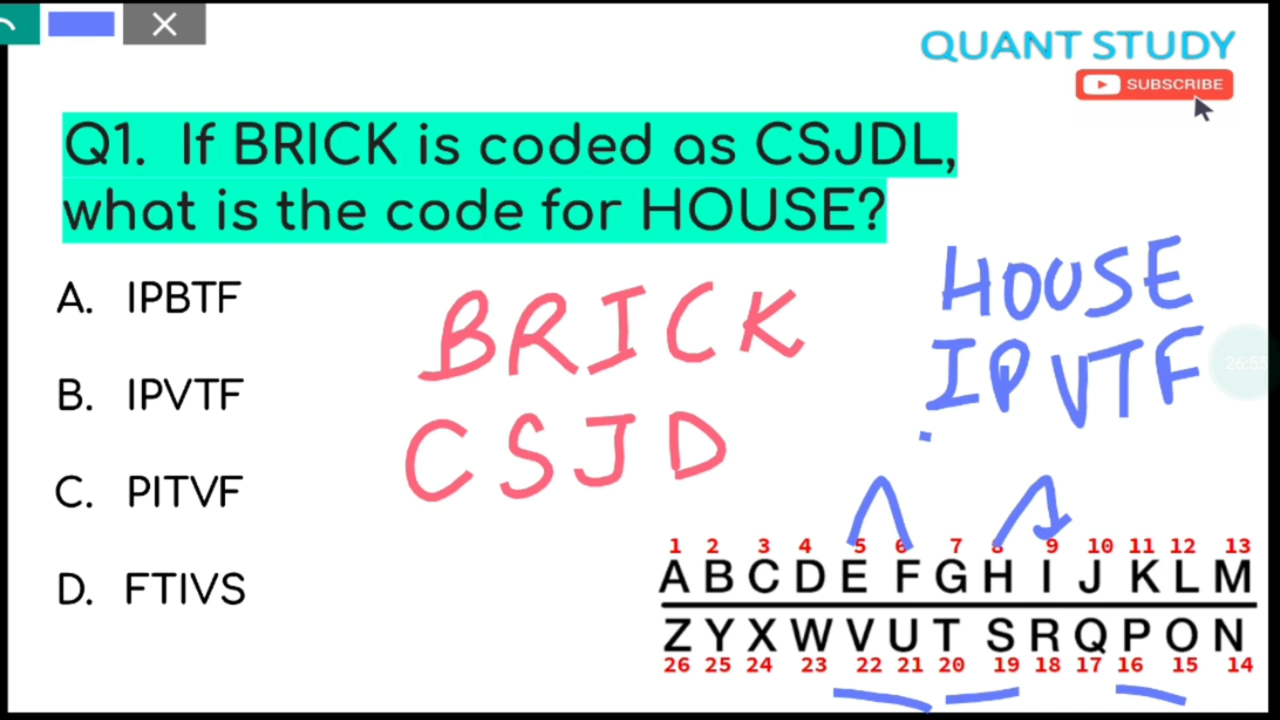 QUANT STUDY
SUBSCRIBE
Q1. If BRICK is coded as CSJDL,
what is the code for HOUSE?
A. IPBTF
B. IPVTF
C. PITVF
D. FTIVS
BRICK
CSJD
HOUSE
IPVTF
26:58
1 2 3 4 5 6 7 8 9 10 11 12 13
A B C D E F G H I J K L M
Z Y X W V U T S R Q P O N
26 25 24 23 22 21 20 19 18 17 16 15 14